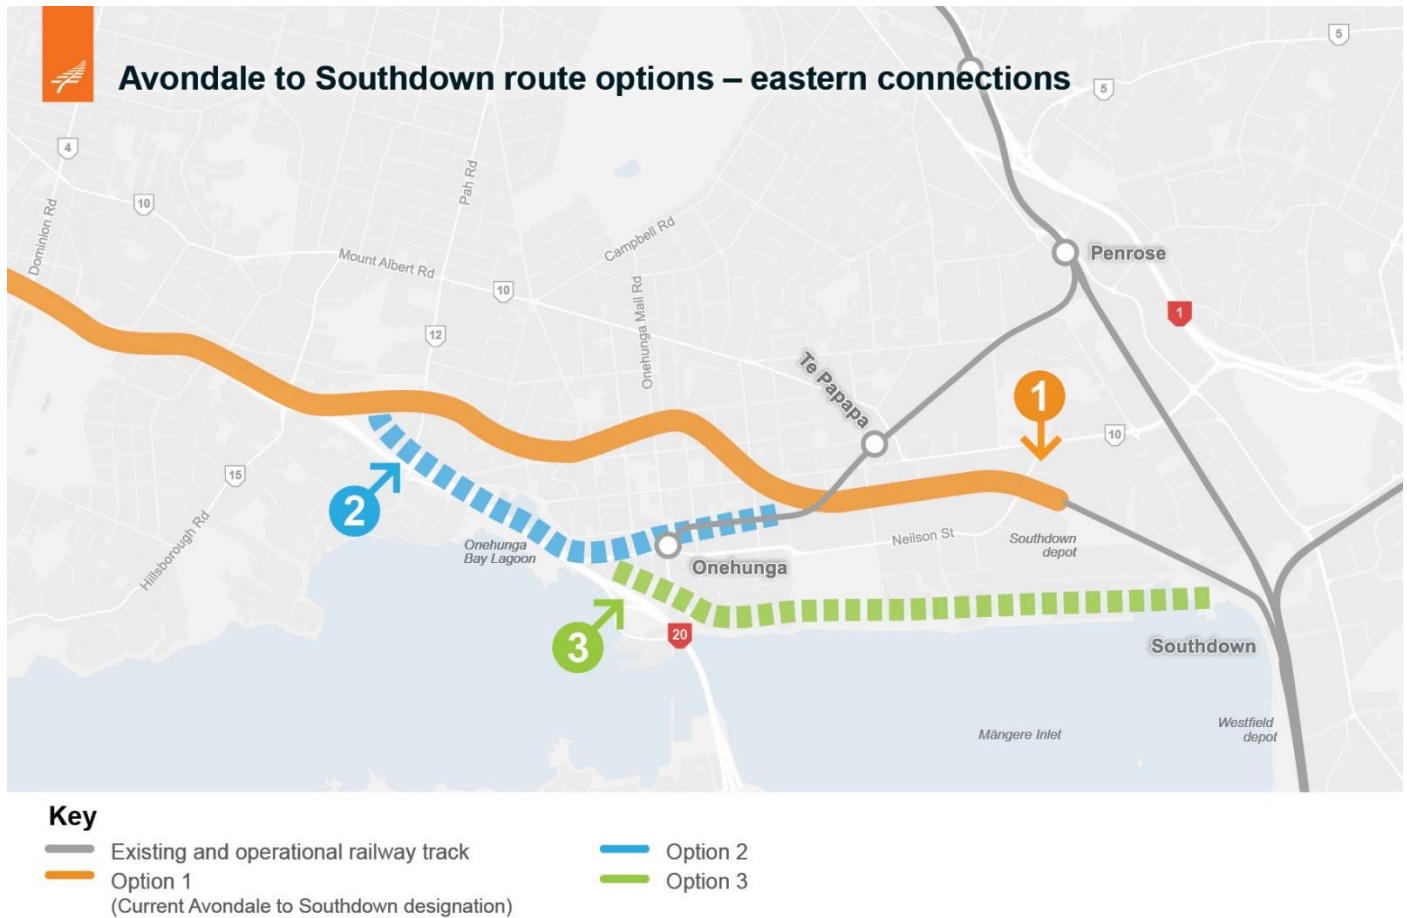 Avondale to Southdown route options – eastern connections
5
5
4
10
Dominion Rd
Pah Rd
Mount Albert Rd
Campbell Rd
10
12
Onehunga Mall Rd
Penrose
1
Te Papapa
1
10
15
2
Hillsborough Rd
Onehunga
Bay Lagoon
Onehunga
Neilson St
Southdown
depot
3
20
Southdown
Māngere Inlet
Westfield
depot
Key
Existing and operational railway track
Option 1
(Current Avondale to Southdown designation)
Option 2
Option 3